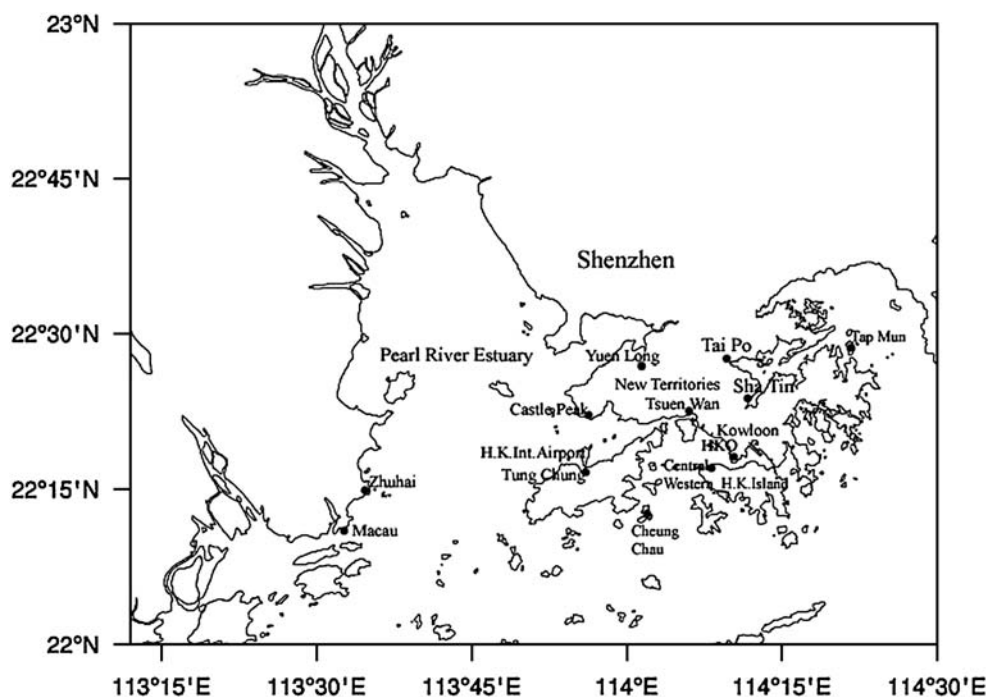 23°N
22°45'N
Shenzhen
22°30'N
Tap Mun
Tai Po
Pearl River Estuary
Yuen Long
New Territories
Sha Tin
Tsuen Wan
Castle Peak
Kowloon
HKO
H.K.Int.Airport
Central
Tung Chung
Western
H.K.Island
Zhuhai
22°15'N
Macau
Cheung
Chau
22°N
113°15'E
113°30'E
113°45'E
114°E
114°15'E
114°30'E